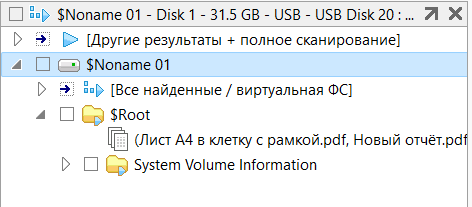 $Noname 01 - Disk 1 - 31.5 GB - USB - USB Disk 20 : ...
[Другие результаты + полное сканирование]
$Noname 01
[Все найденные / виртуальная ФС]
$Root
(Лист А4 в клетку с рамкой.pdf, Новый отчёт.pdf
System Volume Information